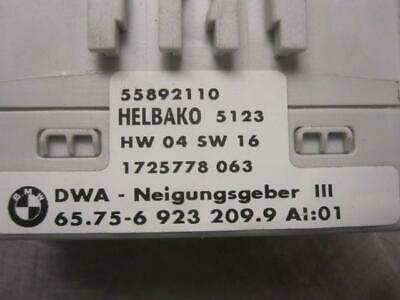 55892110
HELBAKO 5123
HW 04 SW 16
1725778 063
BMW DWA - Neigungsgeber III
65.75-6 923 209.9 AI:01